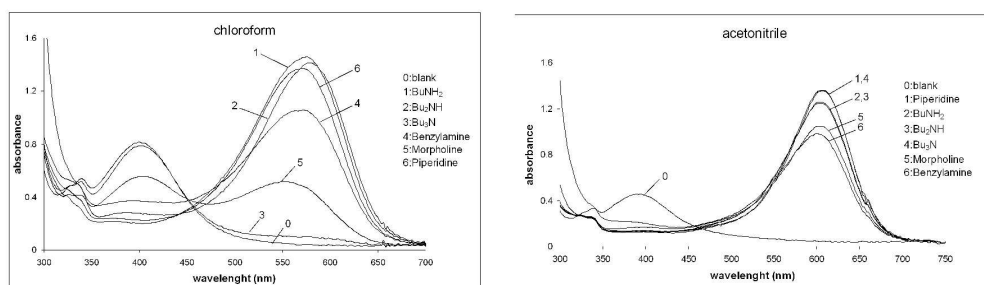 chloroform
1.6
1.2
0.8
0.4
0
absorbance
300 350 400 450 500 550 600 650 700
wavelenght (nm)
1
6
2
4
5
3
0
0:blank
1:BuNH2
2:Bu2NH
3:Bu3N
4:Benzylamine
5:Morpholine
6:Piperidine
acetonitrile
1.6
1.2
0.8
0.4
0
absorbance
300 350 400 450 500 550 600 650 700 750
wavelenght (nm)
0
1,4
2,3
5
6
0:blank
1:Piperidine
2:BuNH2
3:Bu2NH
4:Bu3N
5:Morpholine
6:Benzylamine